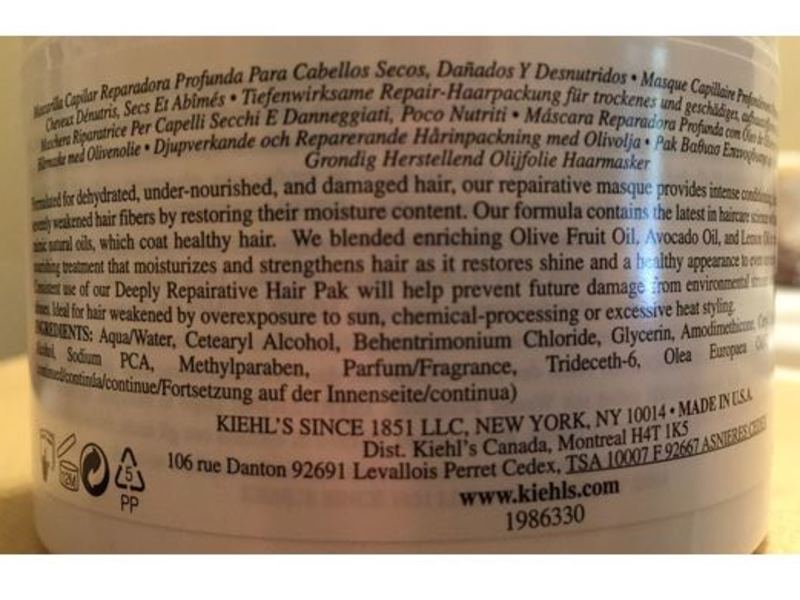 Capilar Reparadora Profunda Para Cabellos Secos, Dañados Y Desnutridos • Masque Capillaire
Cheveux Dénutris, Secs Et Abîmés • Tiefenwirksame Repair-Haarpackung für trockenes und geschädiges,
Maschera Riparatrice Per Capelli Secchi E Danneggiati, Poco Nutriti • Máscara Reparadora Profunda com
Hårmaske med Olivenolie • Djupverkande och Reparerande Hårinpackning med Olivolja • Pak
Grondig Herstellend Olijfolie Haarmasker
for dehydrated, under-nourished, and damaged hair, our repairative masque provides intense
weakened hair fibers by restoring their moisture content. Our formula contains the latest in haircare
natural oils, which coat healthy hair. We blended enriching Olive Fruit Oil, Avocado Oil, and Lemon
treatment that moisturizes and strengthens hair as it restores shine and a healthy appearance to
use of our Deeply Repairative Hair Pak will help prevent future damage from environmental
Ideal for hair weakened by overexposure to sun, chemical-processing or excessive heat styling.
INGREDIENTS: Aqua/Water, Cetearyl Alcohol, Behentrimonium Chloride, Glycerin, Amodimethicone,
Sodium PCA, Methylparaben, Parfum/Fragrance, Trideceth-6, Olea Europaea
/continúa/continue/Fortsetzung auf der Innenseite/continua)
KIEHL'S SINCE 1851 LLC, NEW YORK, NY 10014 • MADE IN U.S.A.
Dist. Kiehl's Canada, Montreal H4T 1K5
106 rue Danton 92691 Levallois Perret Cedex, TSA 10007 F 92667 ASNIERES CEDEX
www.kiehls.com
1986330
12M
5
PP